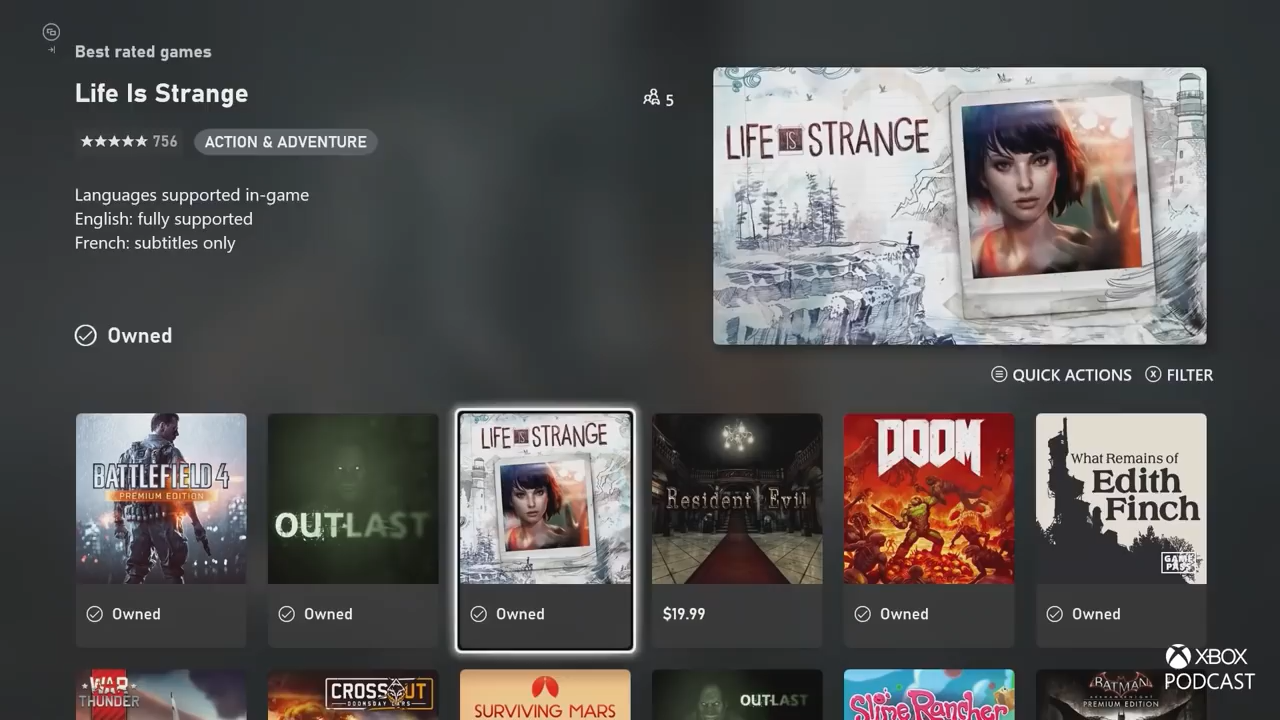 Best rated games
Life Is Strange
5
★★★★★ 756
ACTION & ADVENTURE
Languages supported in-game
English: fully supported
French: subtitles only
Owned
LIFE IS STRANGE
QUICK ACTIONS
X FILTER
BATTLEFIELD 4
PREMIUM EDITION
Owned
OUTLAST
Owned
LIFE IS STRANGE
Owned
Resident Evil
$19.99
DOOM
Owned
What Remains of
Edith
Finch
GAME
PASS
Owned
WAR
THUNDER
CROSSOUT
SURVIVING MARS
OUTLAST
Slime Rancher
BATMAN
PREMIUM EDITION
XBOX
PODCAST